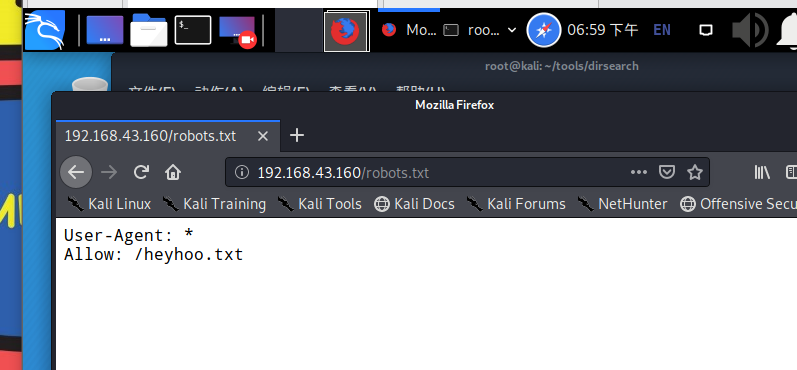 Mo...
roo...
06:59 下午
EN
root@kali: ~/tools/dirsearch
文件(F) 动作(A) 编辑(E) 查看(V) 帮助(H)
Mozilla Firefox
192.168.43.160/robots.txt
192.168.43.160/robots.txt
Kali Linux
Kali Training
Kali Tools
Kali Docs
Kali Forums
NetHunter
Offensive Secu
User-Agent: *
Allow: /heyhoo.txt